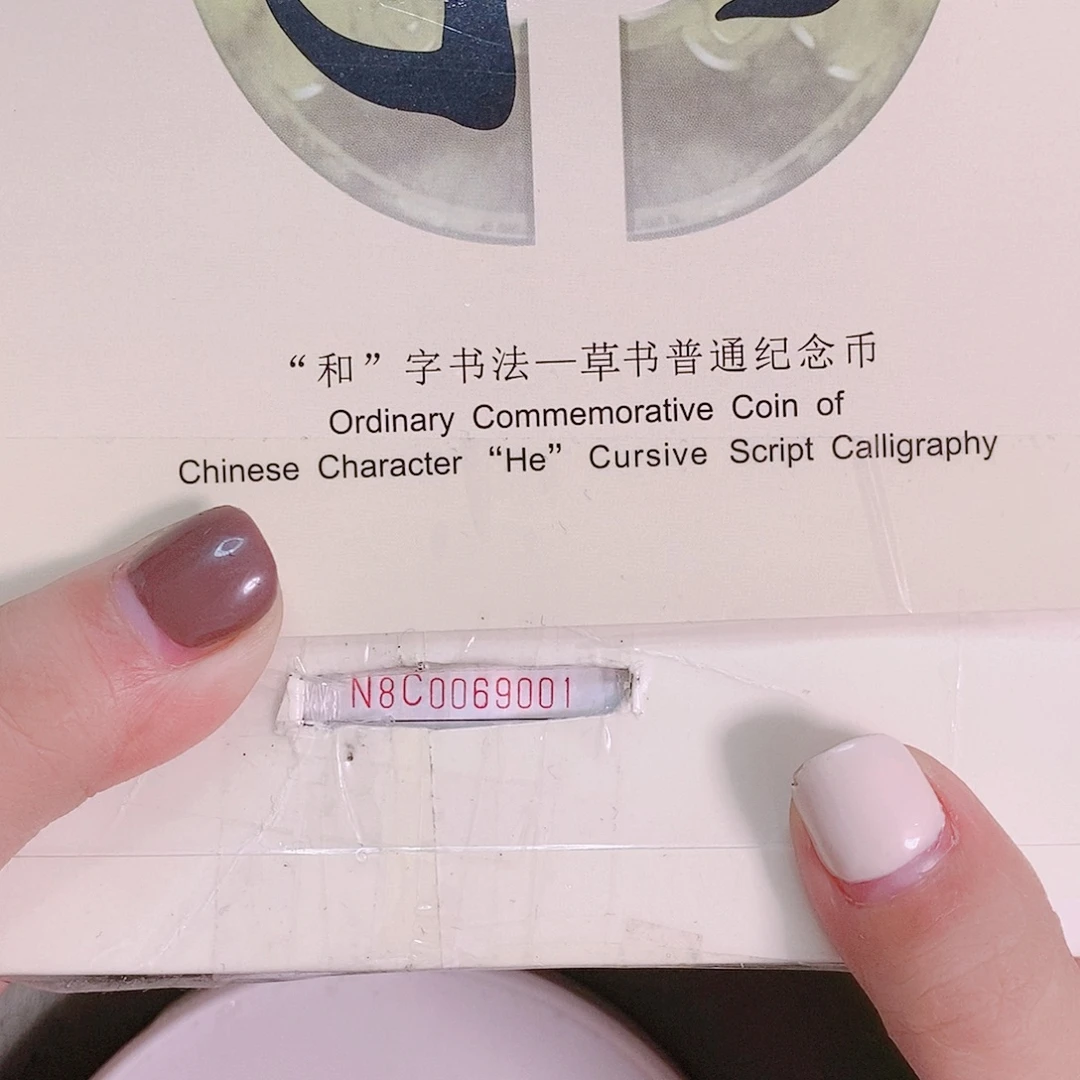 “和”字书法—草书普通纪念币
Ordinary Commemorative Coin of
Chinese Character “He” Cursive Script Calligraphy
N8C0069001